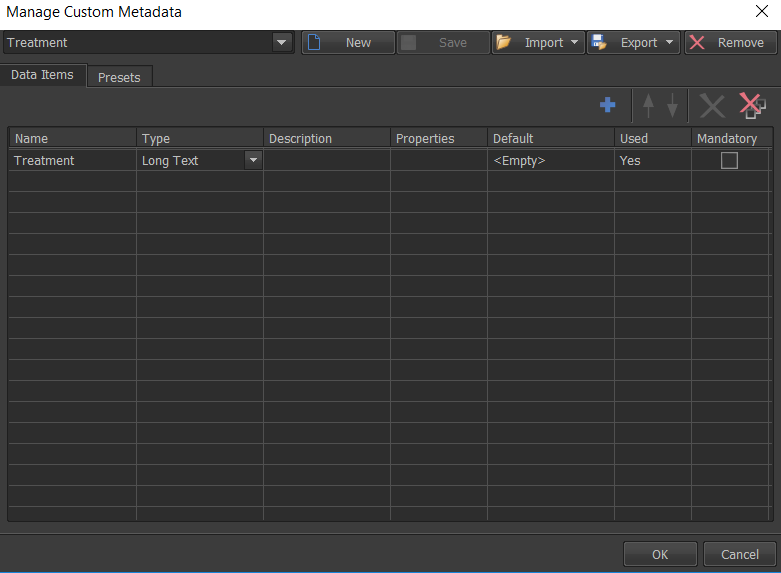 Manage Custom Metadata
Treatment New Save Import Export Remove
Data Items Presets
Name Type Description Properties Default Used Mandatory
Treatment Long Text <Empty> Yes
OK Cancel